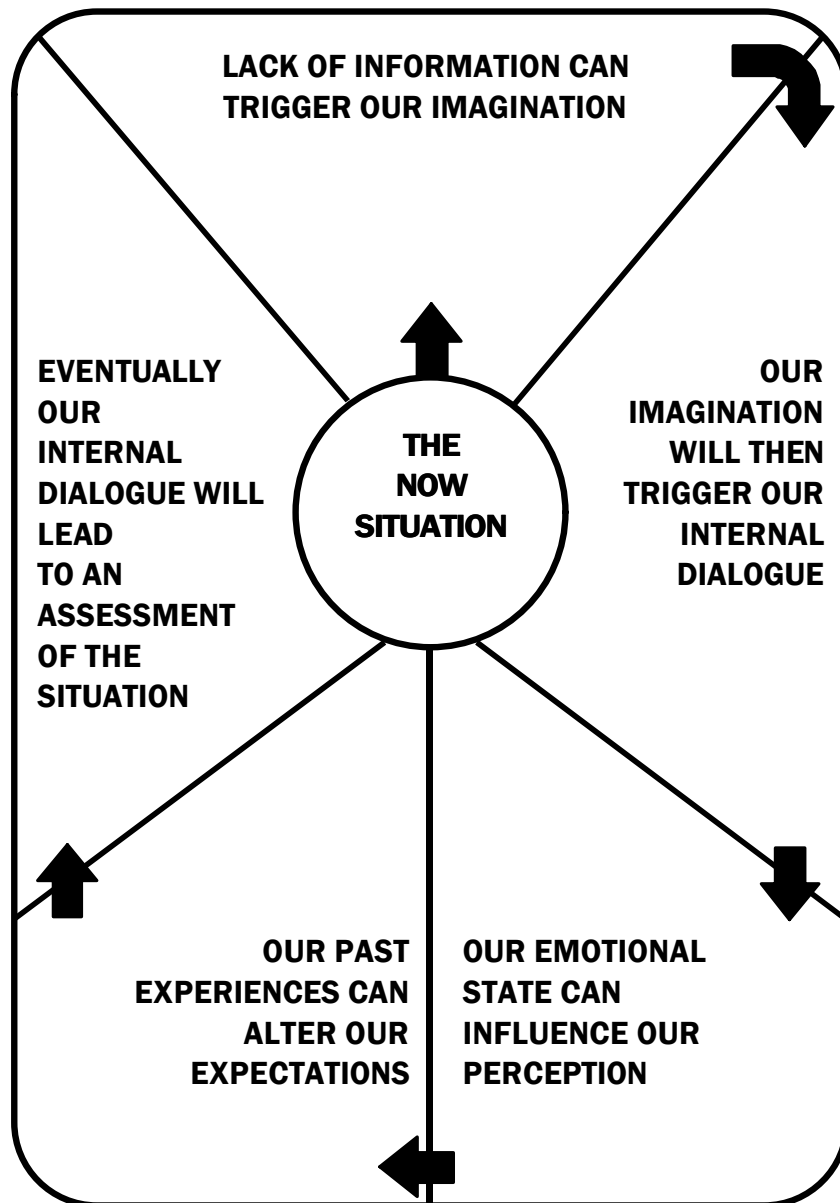 LACK OF INFORMATION CAN
TRIGGER OUR IMAGINATION
THE
NOW
SITUATION
OUR
IMAGINATION
WILL THEN
TRIGGER OUR
INTERNAL
DIALOGUE
OUR EMOTIONAL
STATE CAN
INFLUENCE OUR
PERCEPTION
OUR PAST
EXPERIENCES CAN
ALTER OUR
EXPECTATIONS
EVENTUALLY
OUR
INTERNAL
DIALOGUE WILL
LEAD
TO AN
ASSESSMENT
OF THE
SITUATION